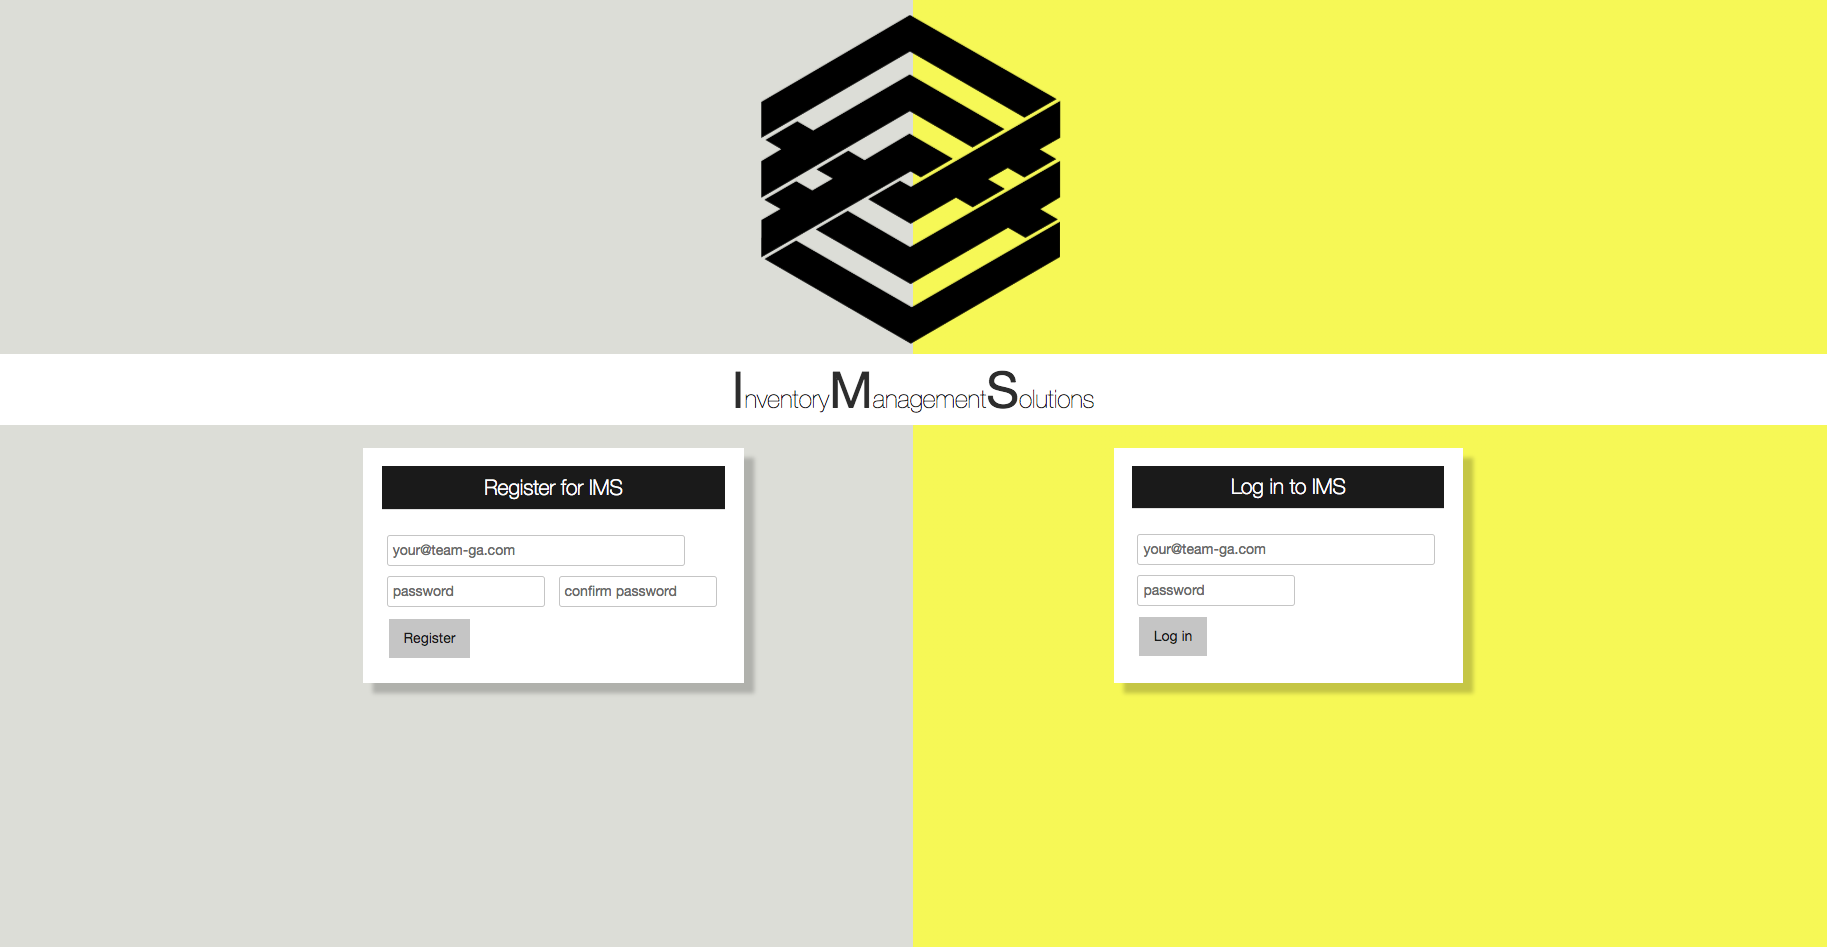 InventoryManagementSolutions
Register for IMS
your@team-ga.com
password confirm password
Register
Log in to IMS
your@team-ga.com
password
Log in